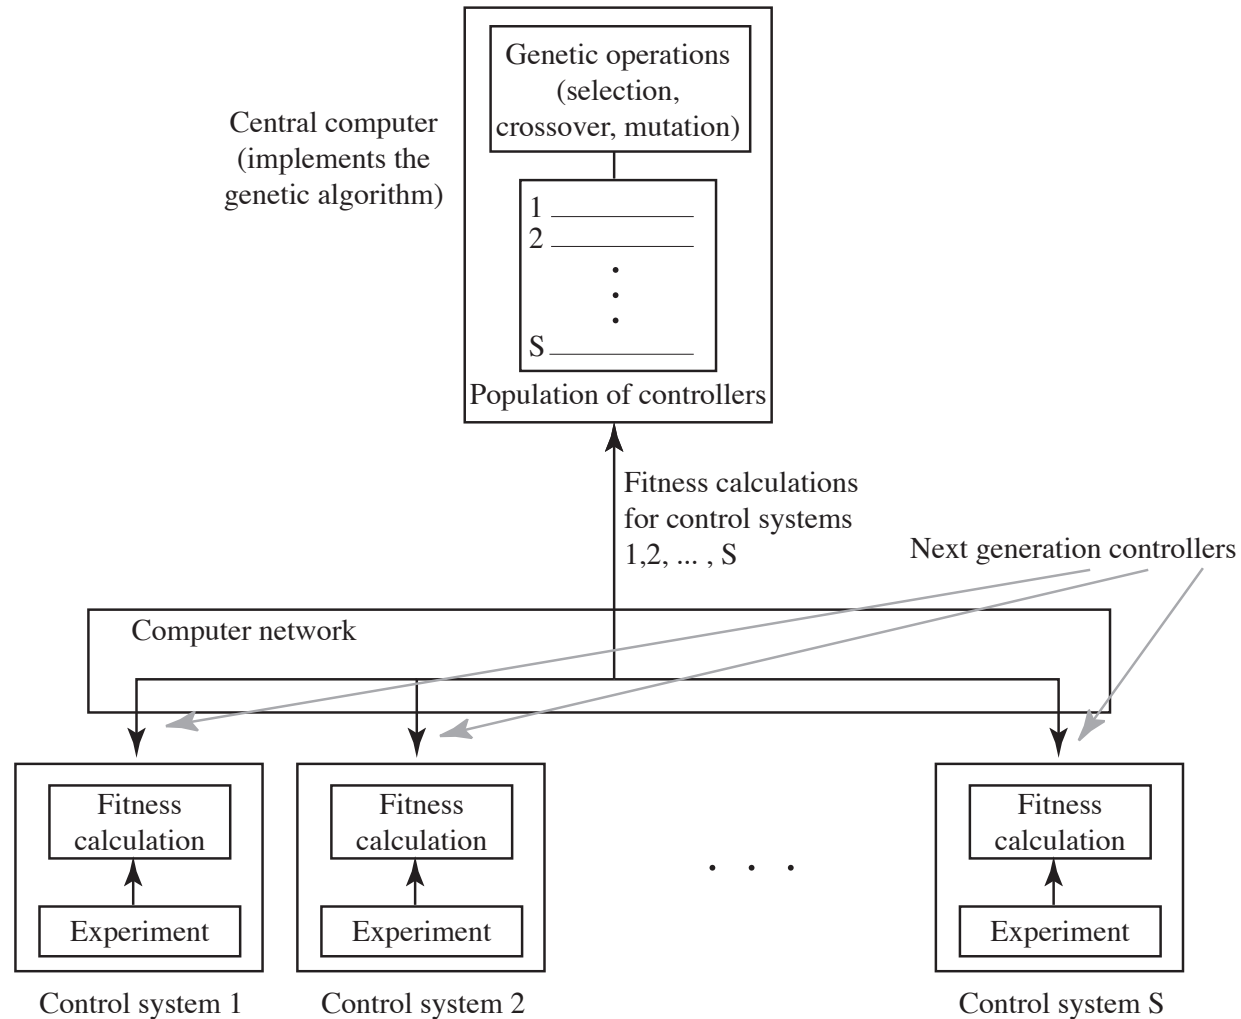 Genetic operations
(selection,
crossover, mutation)
Central computer
(implements the
genetic algorithm)
1
2
S
Population of controllers
Fitness calculations
for control systems
1,2, ... , S
Next generation controllers
Computer network
Fitness
calculation
Experiment
Control system 1
Fitness
calculation
Experiment
Control system 2
. . .
Fitness
calculation
Experiment
Control system S